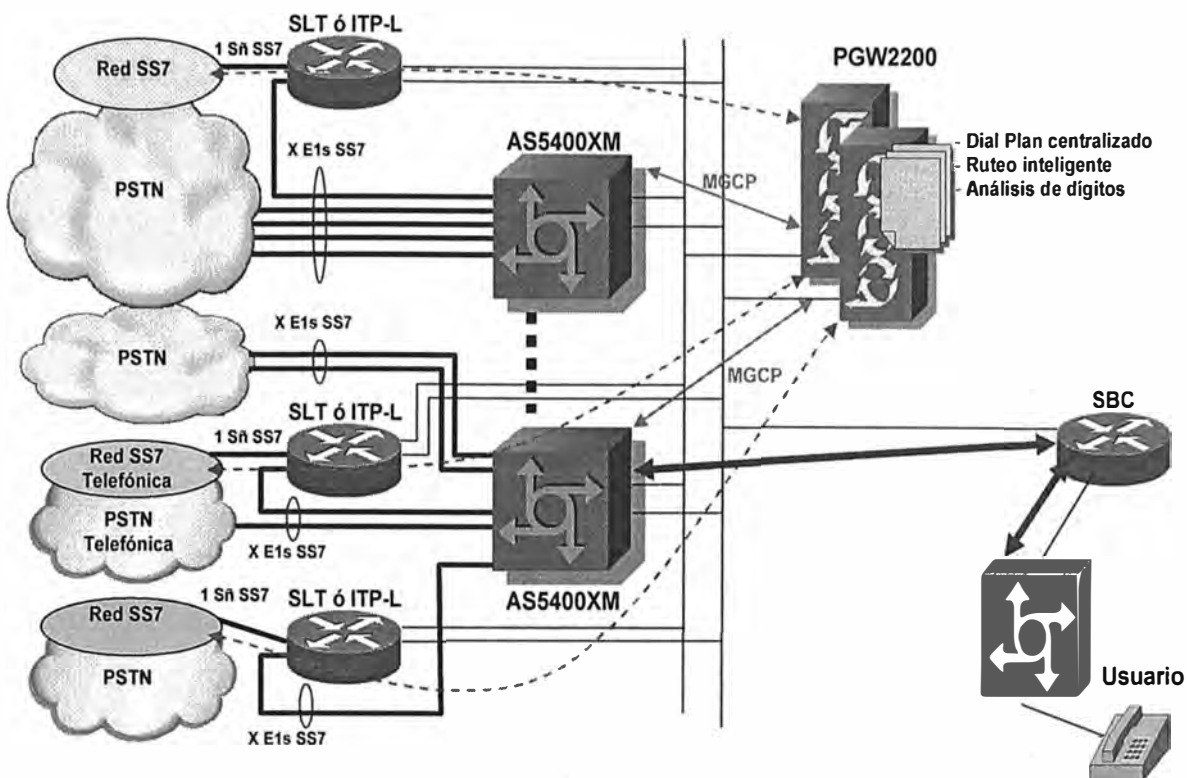 SLT ó ITP-L
1 Sñ SS7
Red SS7
PGW2200
Dial Plan centralizado
Ruteo inteligente
Análisis de dígitos
X E1s SS7
AS5400XM
PSTN
MGCP
X E1s SS7
PSTN
MGCP
SBC
SLT ó ITP-L
1 Sñ SS7
Red SS7
Telefónica
PSTN
Telefónica
X E1s SS7
AS5400XM
1 Sñ SS7
SLT ó ITP-L
Red SS7
PSTN
Usuario
X E1s SS7